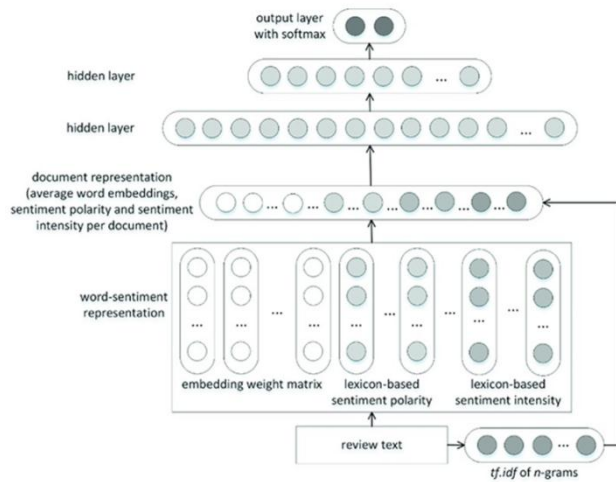 output layer
with softmax
hidden layer
...
hidden layer
...
document representation
(average word embeddings,
sentiment polarity and sentiment
intensity per document)
... ... ... ... ... ...
word-sentiment
representation
... ... ... ... ... ... ... ... ... ...
embedding weight matrix
lexicon-based
sentiment polarity
lexicon-based
sentiment intensity
review text
...
tf.idf of n-grams